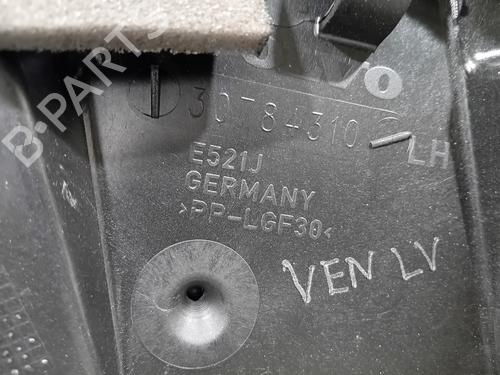 30784310 LH
E521J
GERMANY
>PP-LGF30<
VEN LV
B-PARTS